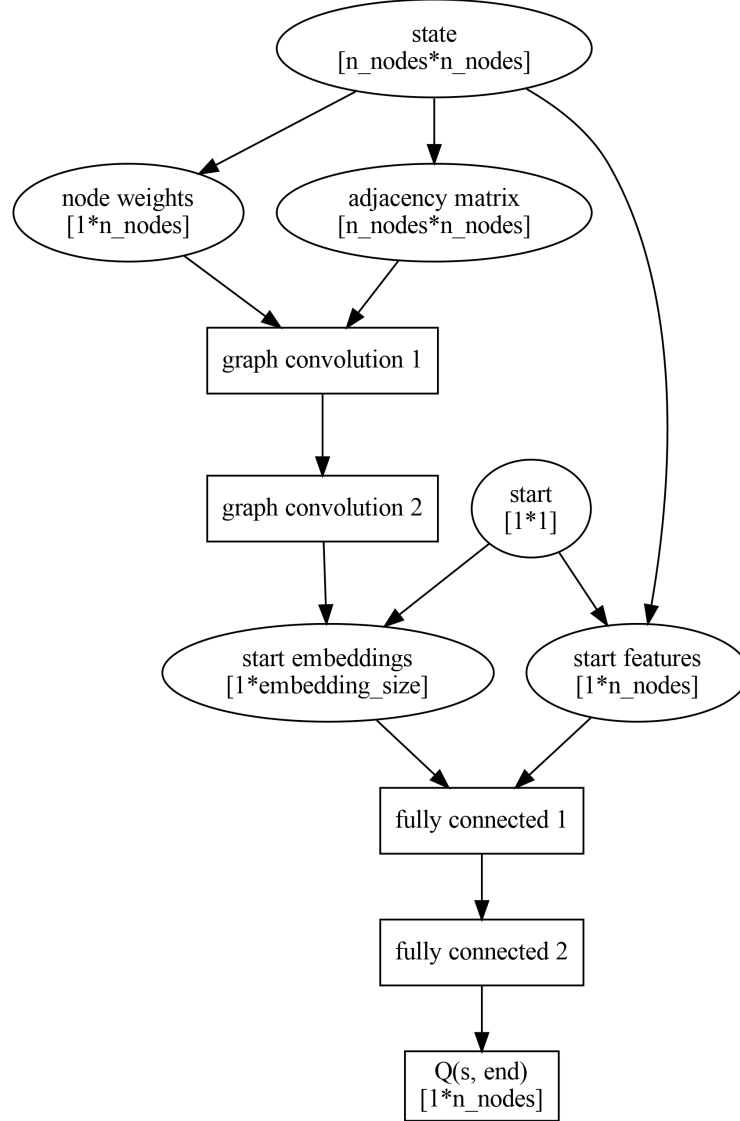 state
[n_nodes*n_nodes]
node weights
[1*n_nodes]
adjacency matrix
[n_nodes*n_nodes]
graph convolution 1
graph convolution 2
start
[1*1]
start embeddings
[1*embedding_size]
start features
[1*n_nodes]
fully connected 1
fully connected 2
Q(s, end)
[1*n_nodes]